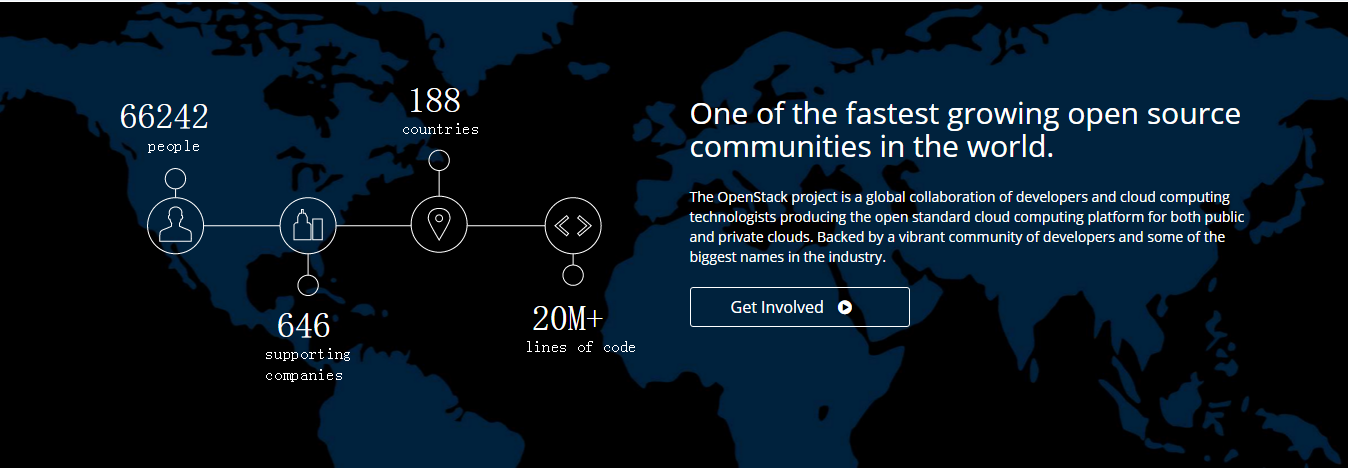 66242
people
188
countries
646
supporting
companies
20M+
lines of code
One of the fastest growing open source
communities in the world.
The OpenStack project is a global collaboration of developers and cloud computing
technologists producing the open standard cloud computing platform for both public
and private clouds. Backed by a vibrant community of developers and some of the
biggest names in the industry.
Get Involved